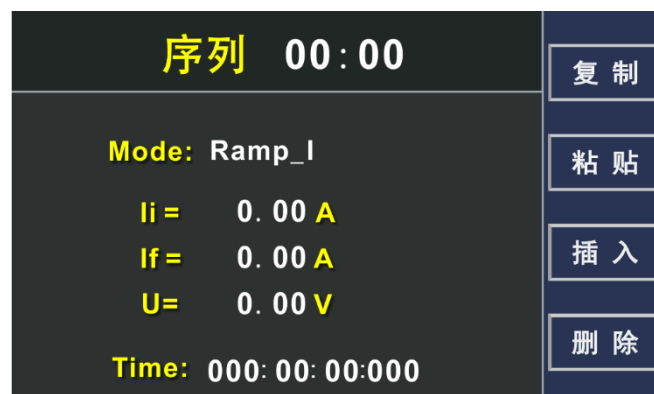 序列 00:00
Mode: Ramp_I
Ii = 0.00 A
If = 0.00 A
U= 0.00 V
Time: 000:00:00:000
复制
粘贴
插入
删除